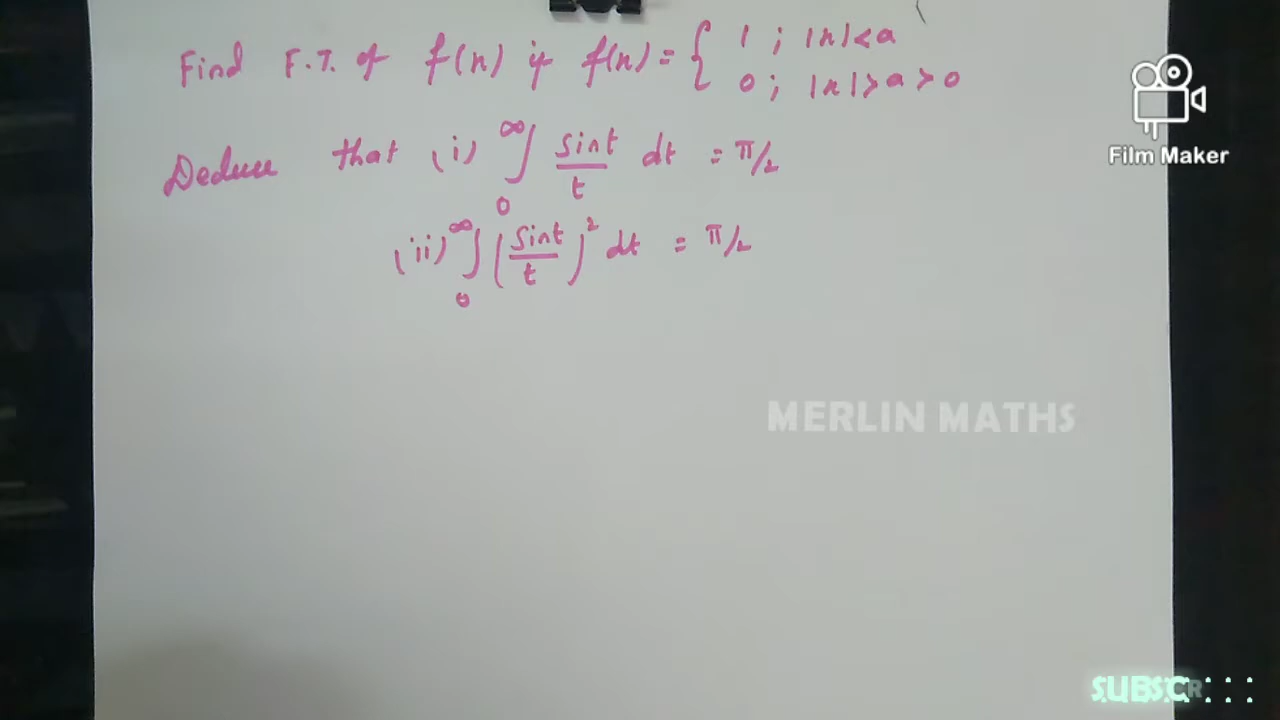 Find F.T. of f(x) if f(x) = { 1 ; |x| < a
0 ; |x| > a > 0
Film Maker
Deduce that (i) ∞∫0 sint/t dt = π/2
(ii) ∞∫0 (sint/t)² dt = π/2
MERLIN MATHS
SUBSCR